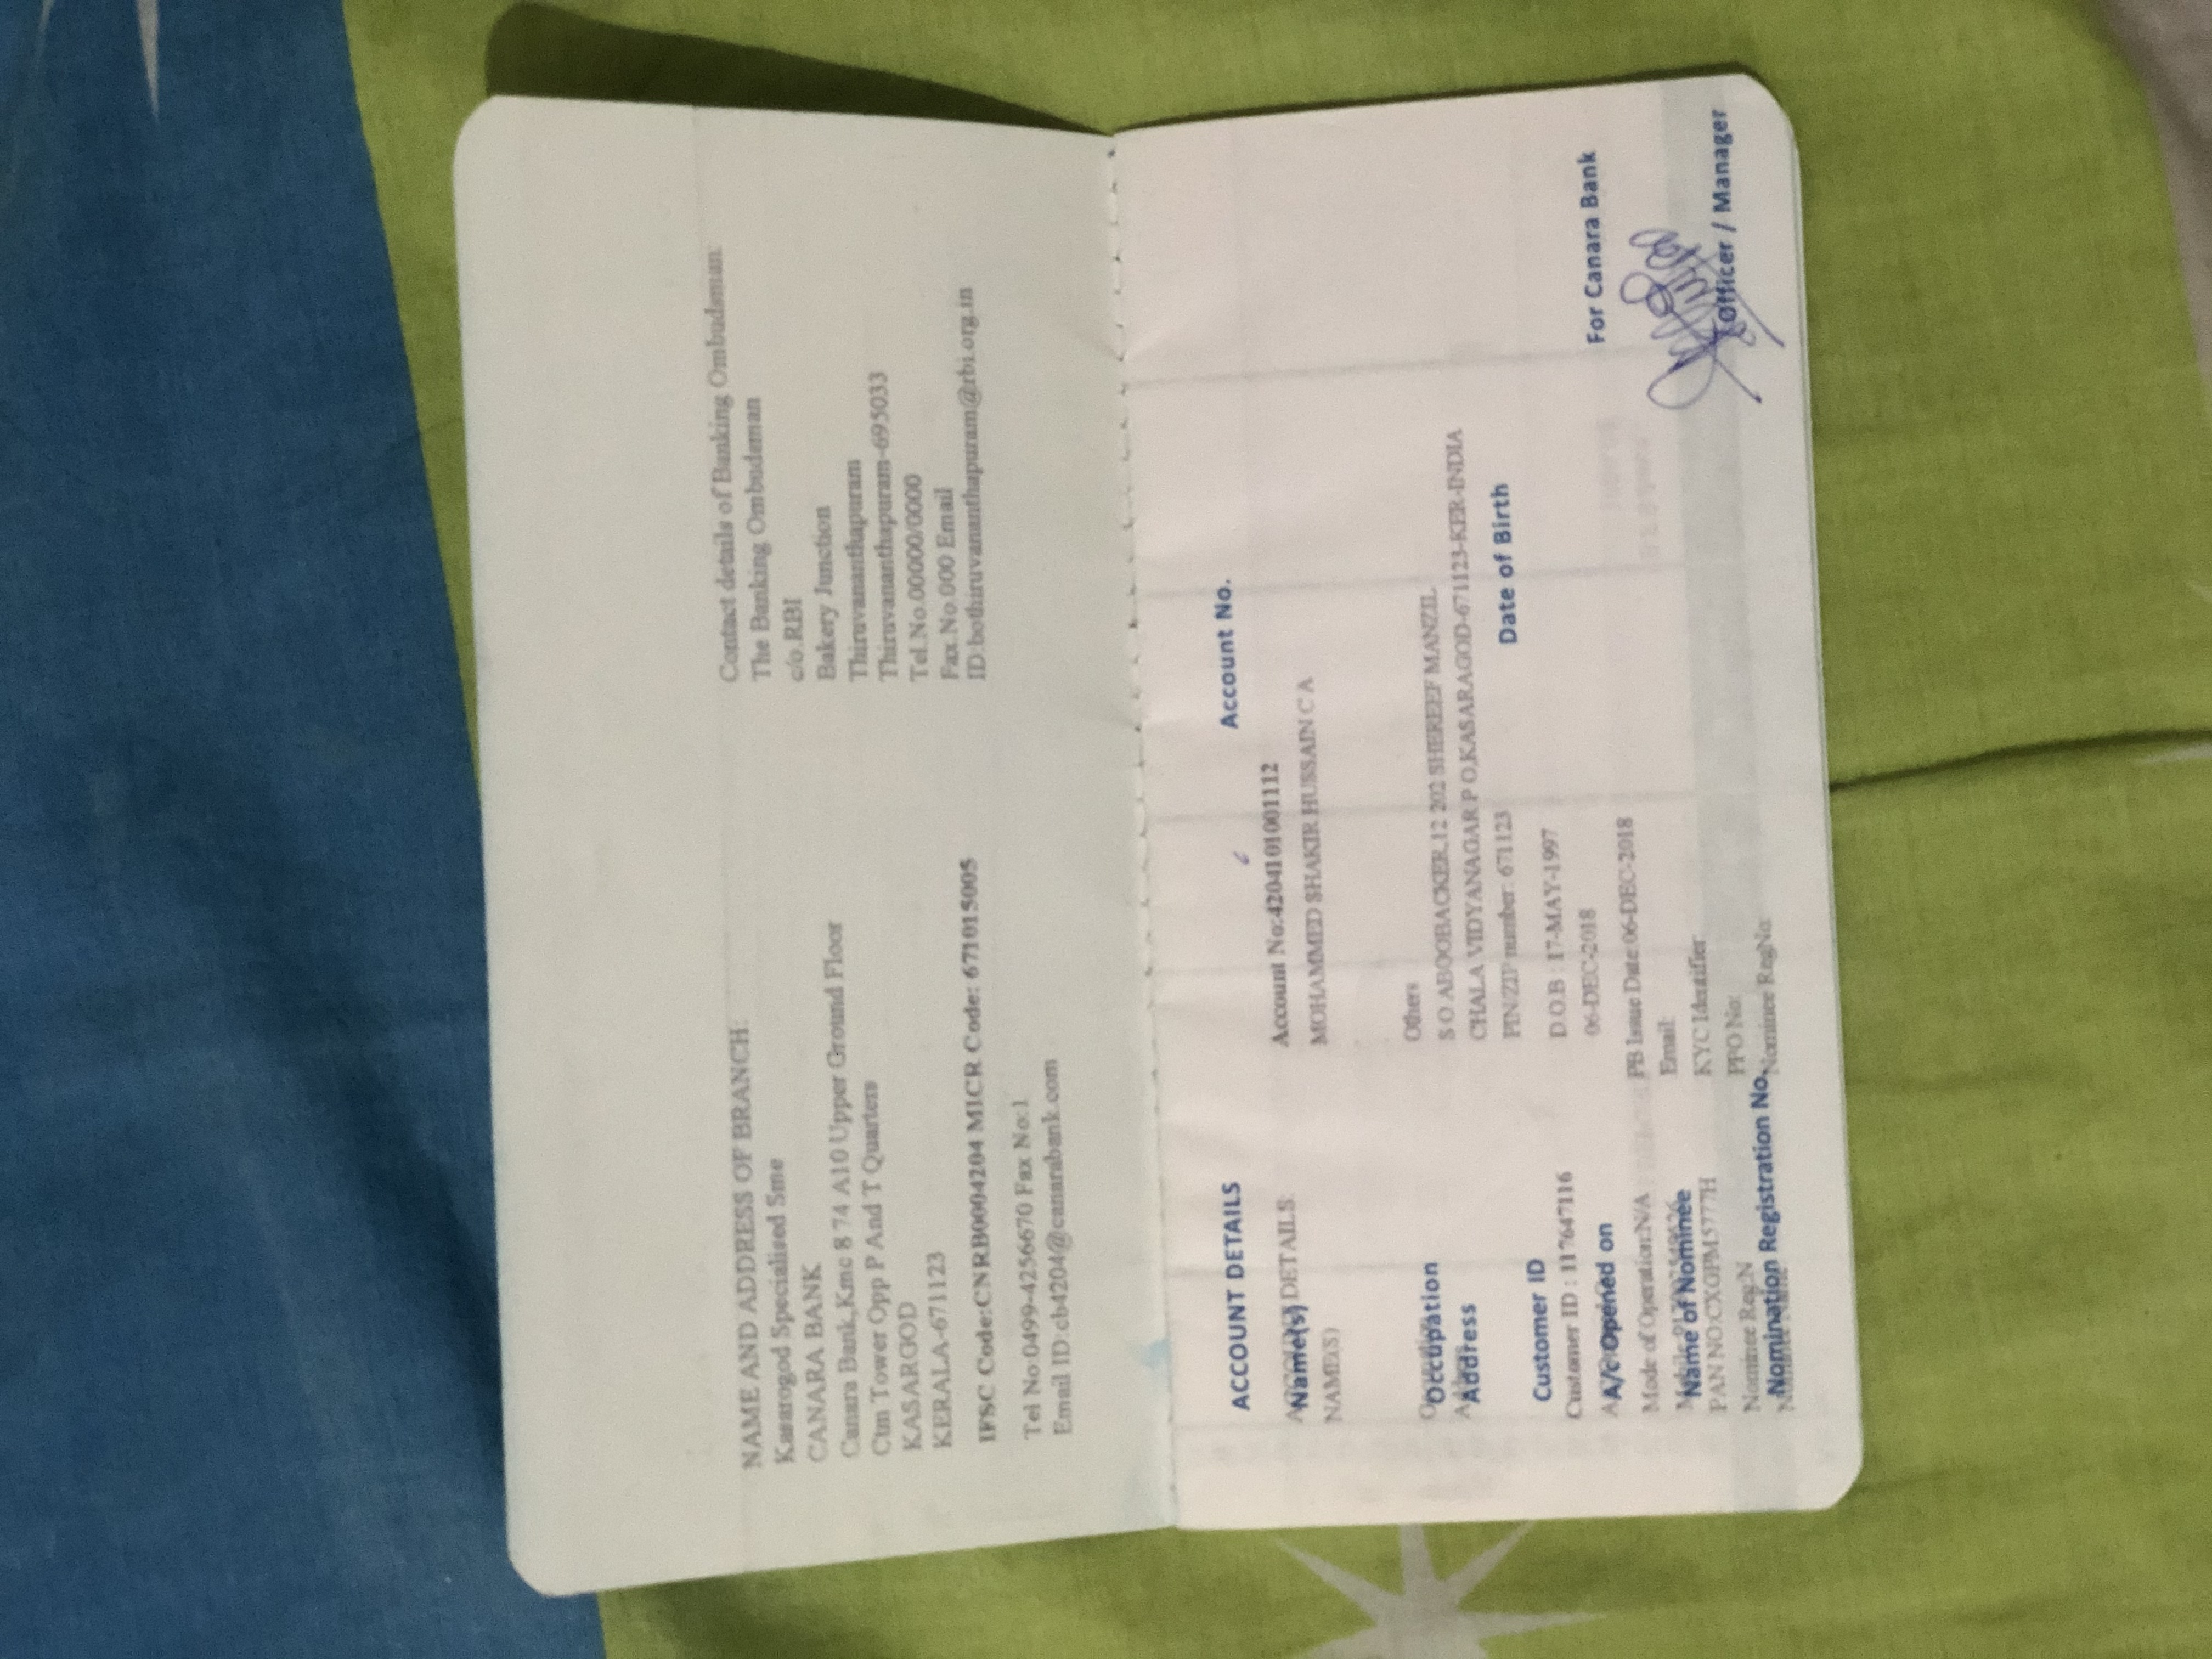 NAME AND ADDRESS OF BRANCH:
Kasarogod Specialised Sme
CANARA BANK
Canara Bank,Kmc 8 74 A10 Upper Ground Floor
Ctm Tower Opp P And T Quarters
KASARGOD
KERALA-671123
IFSC Code:CNRB0004204 MICR Code: 671015005
Tel No:0499-4256670 Fax No:1
Email ID:cb4204@canarabank.com
Contact details of Banking Ombudsman:
The Banking Ombudsman
c/o.RBI
Bakery Junction
Thiruvananthapuram
Thiruvananthapuram-695033
Tel.No.00000/0000
Fax.No.000 Email
ID:bothiruvananthapuram@rbi.org.in
ACCOUNT DETAILS Account No.
ACCOUNT DETAILS: Account No:4204101001112
Name(s)
NAME(S) MOHAMMED SHAKIR HUSSAIN C A
Occupation Others
Occupation
Address S O ABOOBACKER,12 202 SHEREEF MANZIL
Address CHALA VIDYANAGAR P O,KASARAGOD-671123-KER-INDIA
PIN/ZIP number: 671123 Date of Birth
Customer ID
Customer ID : 117647116 D.O.B : 17-MAY-1997
A/c Opened on 06-DEC-2018
For Canara Bank
Mode of Operation:N/A PB Issue Date:06-DEC-2018
Email:
Name of Nominee
PAN NO:CXGPM5777H KYC Identifier
Nominee Reg:N PPO No:
Officer / Manager
Nomination Registration No.
Nominee Name Nominee RegNo: